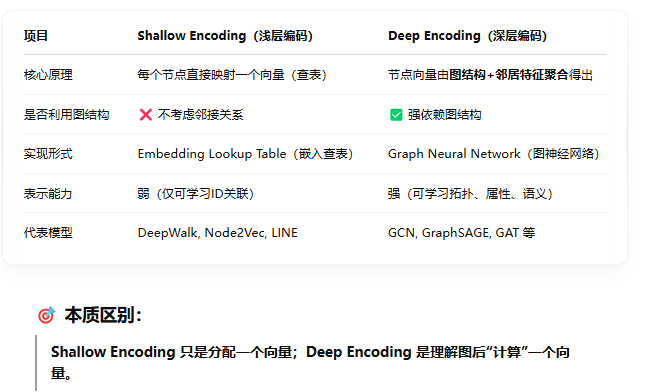 项目 Shallow Encoding（浅层编码） Deep Encoding（深层编码）
核心原理 每个节点直接映射一个向量（查表） 节点向量由图结构+邻居特征聚合得出
是否利用图结构 ❌ 不考虑邻接关系 ✅ 强依赖图结构
实现形式 Embedding Lookup Table（嵌入查表） Graph Neural Network（图神经网络）
表示能力 弱（仅可学习ID关联） 强（可学习拓扑、属性、语义）
代表模型 DeepWalk, Node2Vec, LINE GCN, GraphSAGE, GAT 等
🎯 本质区别：
Shallow Encoding 只是分配一个向量；Deep Encoding 是理解图后“计算”一个向
量。